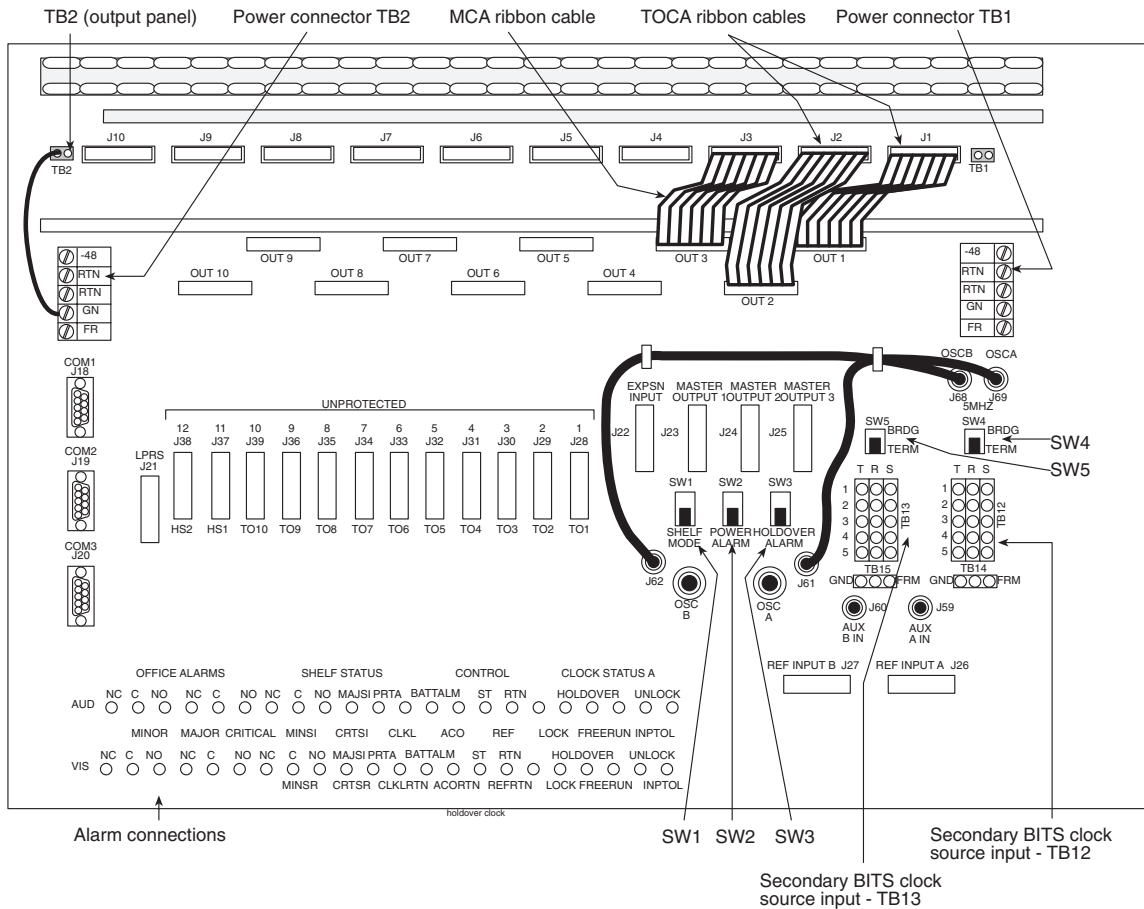 TB2 (output panel)
Power connector TB2
MCA ribbon cable
TOCA ribbon cables
Power connector TB1
J10 J9 J8 J7 J6 J5 J4 J3 J2 J1
TB2
TB1
-48
RTN
RTN
GN
FR
OUT 9 OUT 7 OUT 5 OUT 3 OUT 1
OUT 10 OUT 8 OUT 6 OUT 4 OUT 2
-48
RTN
RTN
GN
FR
COM1
J18
COM2
J19
COM3
J20
LPRS
J21
UNPROTECTED
12 11 10 9 8 7 6 5 4 3 2 1
J38 J37 J39 J36 J35 J34 J33 J32 J31 J30 J29 J28
HS2 HS1 TO10 TO9 TO8 TO7 TO6 TO5 TO4 TO3 TO2 TO1
OSCB OSCA
J68 J69
5MHZ
EXPSN INPUT
MASTER OUTPUT 1
MASTER OUTPUT 2
MASTER OUTPUT 3
J22 J23 J24 J25
SW1 SW2 SW3
SHELF MODE
POWER ALARM
HOLDOVER ALARM
SW5
BRDG
TERM
SW4
BRDG
TERM
SW4
SW5
T R S
1
2
3
4
5
TB13
T R S
1
2
3
4
5
TB12
TB15
GND FRM
TB14
GND FRM
J62
OSC B
OSC A
J61
J60
AUX B IN
J59
AUX A IN
REF INPUT B J27
REF INPUT A J26
OFFICE ALARMS SHELF STATUS CONTROL CLOCK STATUS A
AUD NC C NO NC C NO NC C NO MAJSI PRTA BATTALM ST RTN HOLDOVER UNLOCK
MINOR MAJOR CRITICAL MINSI CRTSI CLKL ACO REF LOCK FREERUN INPTOL
VIS NC C NO NC C NO NC C NO MAJSI PRTA BATTALM ST RTN HOLDOVER UNLOCK
MINSR CRTSR CLKLRTN ACORTN REFRTN LOCK FREERUN INPTOL
holdover clock
Alarm connections
SW1 SW2 SW3
Secondary BITS clock
source input - TB12
Secondary BITS clock
source input - TB13